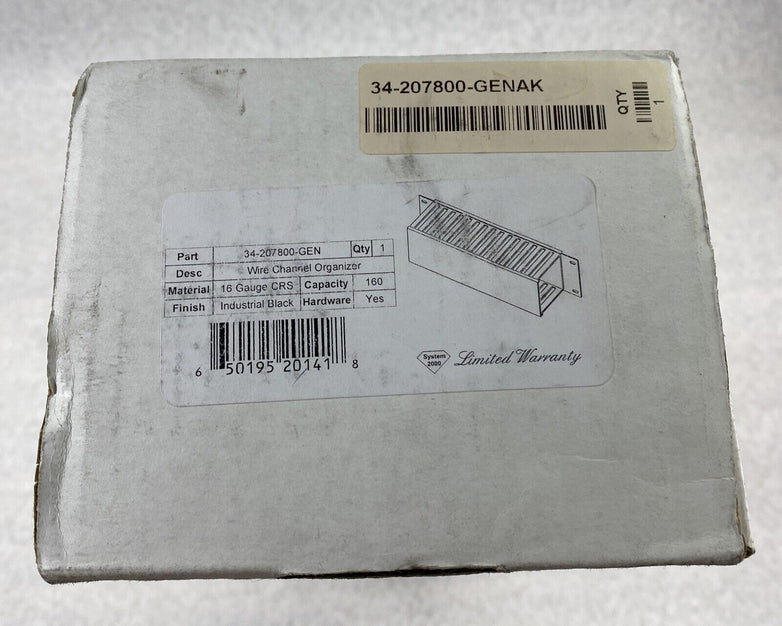 34-207800-GENAK
QTY
1
Part 34-207800-GEN Qty 1
Desc Wire Channel Organizer
Material 16 Gauge CRS Capacity 160
Finish Industrial Black Hardware Yes
6 50195 20141 8
System
2000
Limited Warranty